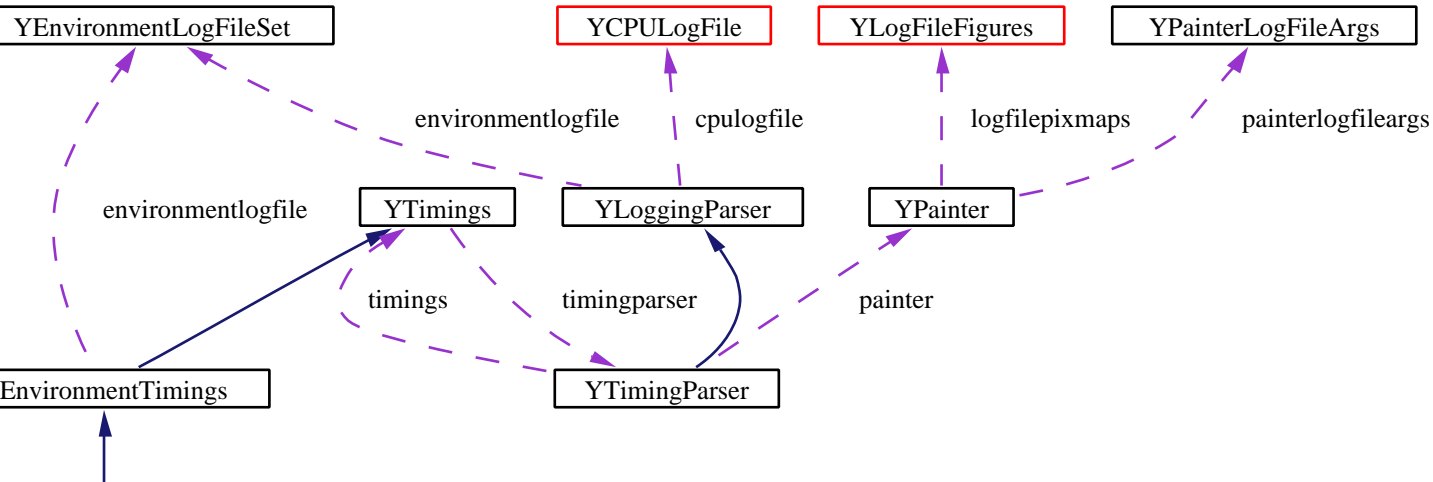 YEnvironmentLogFileSet
YCPULogFile
YLogFileFigures
YPainterLogFileArgs
environmentlogfile
cpulogfile
logfilepixmaps
painterlogfileargs
environmentlogfile
YTimings
YLoggingParser
YPainter
timings
timingparser
painter
EnvironmentTimings
YTimingParser